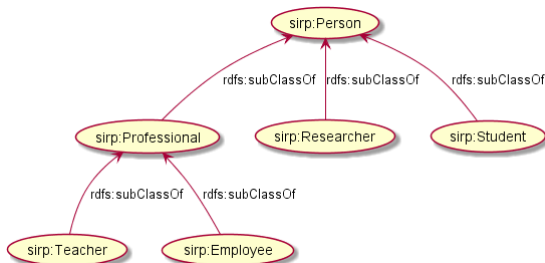 sirp:Person
rdfs:subClassOf rdfs:subClassOf rdfs:subClassOf
sirp:Professional sirp:Researcher sirp:Student
rdfs:subClassOf rdfs:subClassOf
sirp:Teacher sirp:Employee